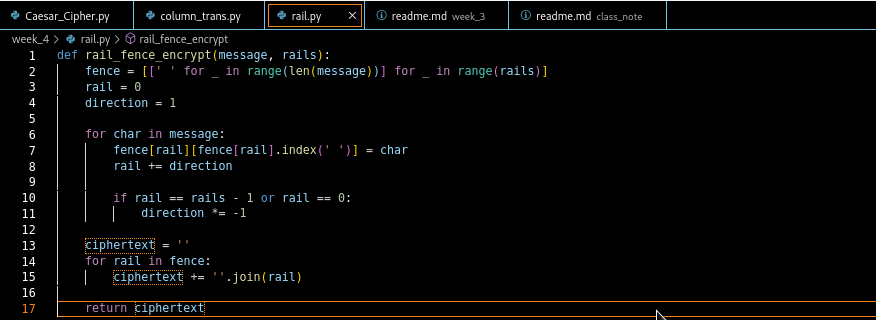 Caesar_Cipher.py column_trans.py rail.py × readme.md week_3 readme.md class_note
week_4 > rail.py > rail_fence_encrypt
1 def rail_fence_encrypt(message, rails):
2     fence = [[' ' for _ in range(len(message))] for _ in range(rails)]
3     rail = 0
4     direction = 1
5
6     for char in message:
7         fence[rail][fence[rail].index(' ')] = char
8         rail += direction
9
10         if rail == rails - 1 or rail == 0:
11             direction *= -1
12
13     ciphertext = ''
14     for rail in fence:
15         ciphertext += ''.join(rail)
16
17     return ciphertext